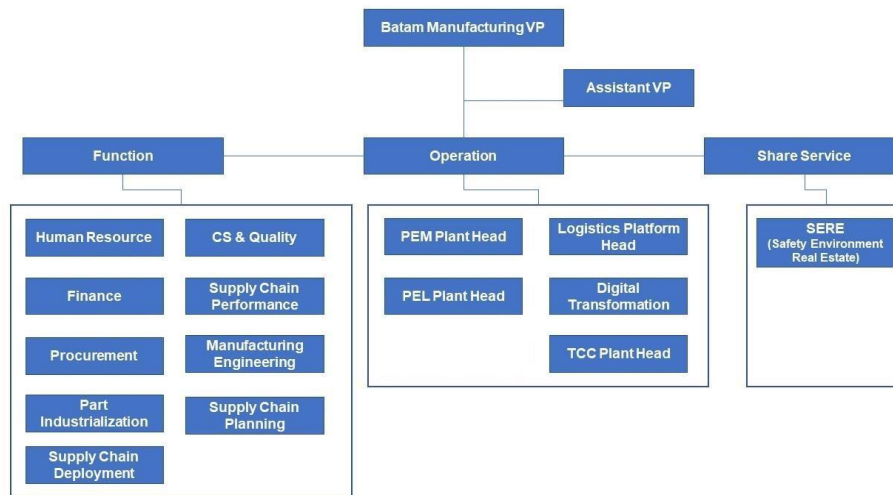 Batam Manufacturing VP
Assistant VP
Function
Operation
Share Service
Human Resource
CS & Quality
Finance
Supply Chain
Performance
Procurement
Manufacturing
Engineering
Part
Industrialization
Supply Chain
Planning
Supply Chain
Deployment
PEM Plant Head
Logistics Platform
Head
PEL Plant Head
Digital
Transformation
TCC Plant Head
SERE
(Safety Environment
Real Estate)